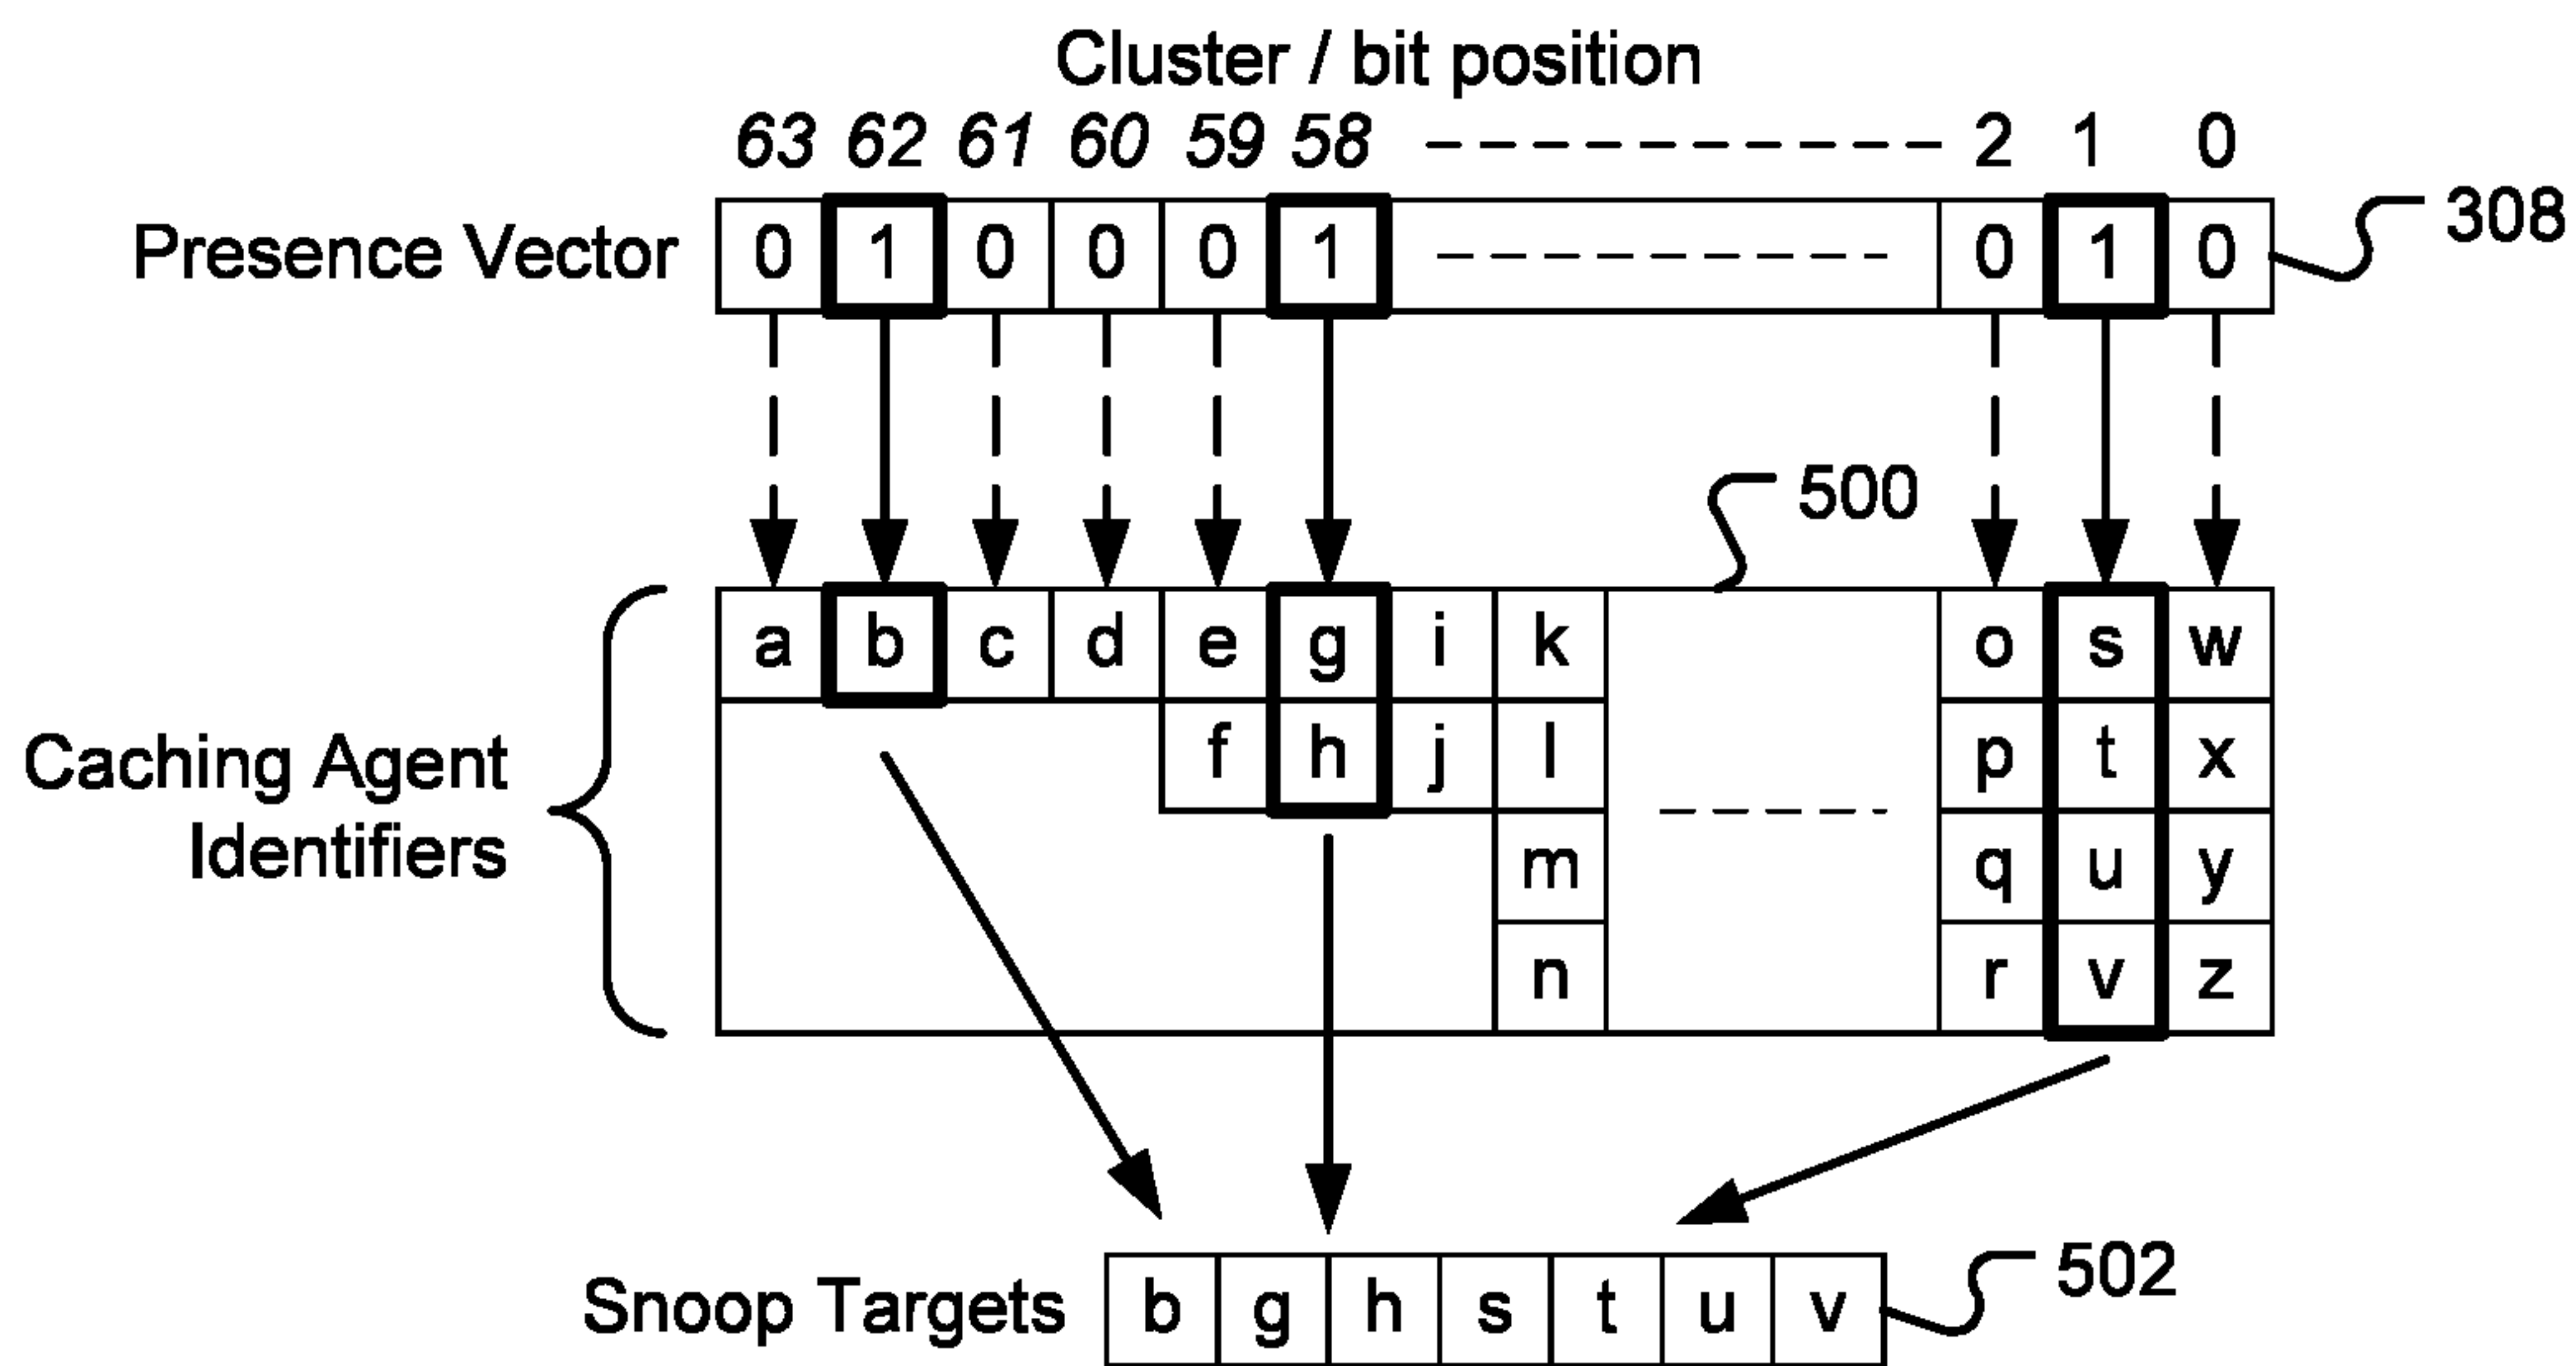 Cluster / bit position
63 62 61 60 59 58 2 1 0
Presence Vector 0 1 0 0 0 1 0 1 0 308
500
a b c d e g i k o s w
f h j l p t x
Caching Agent
Identifiers
m q u y
n r v z
Snoop Targets b g h s t u v 502